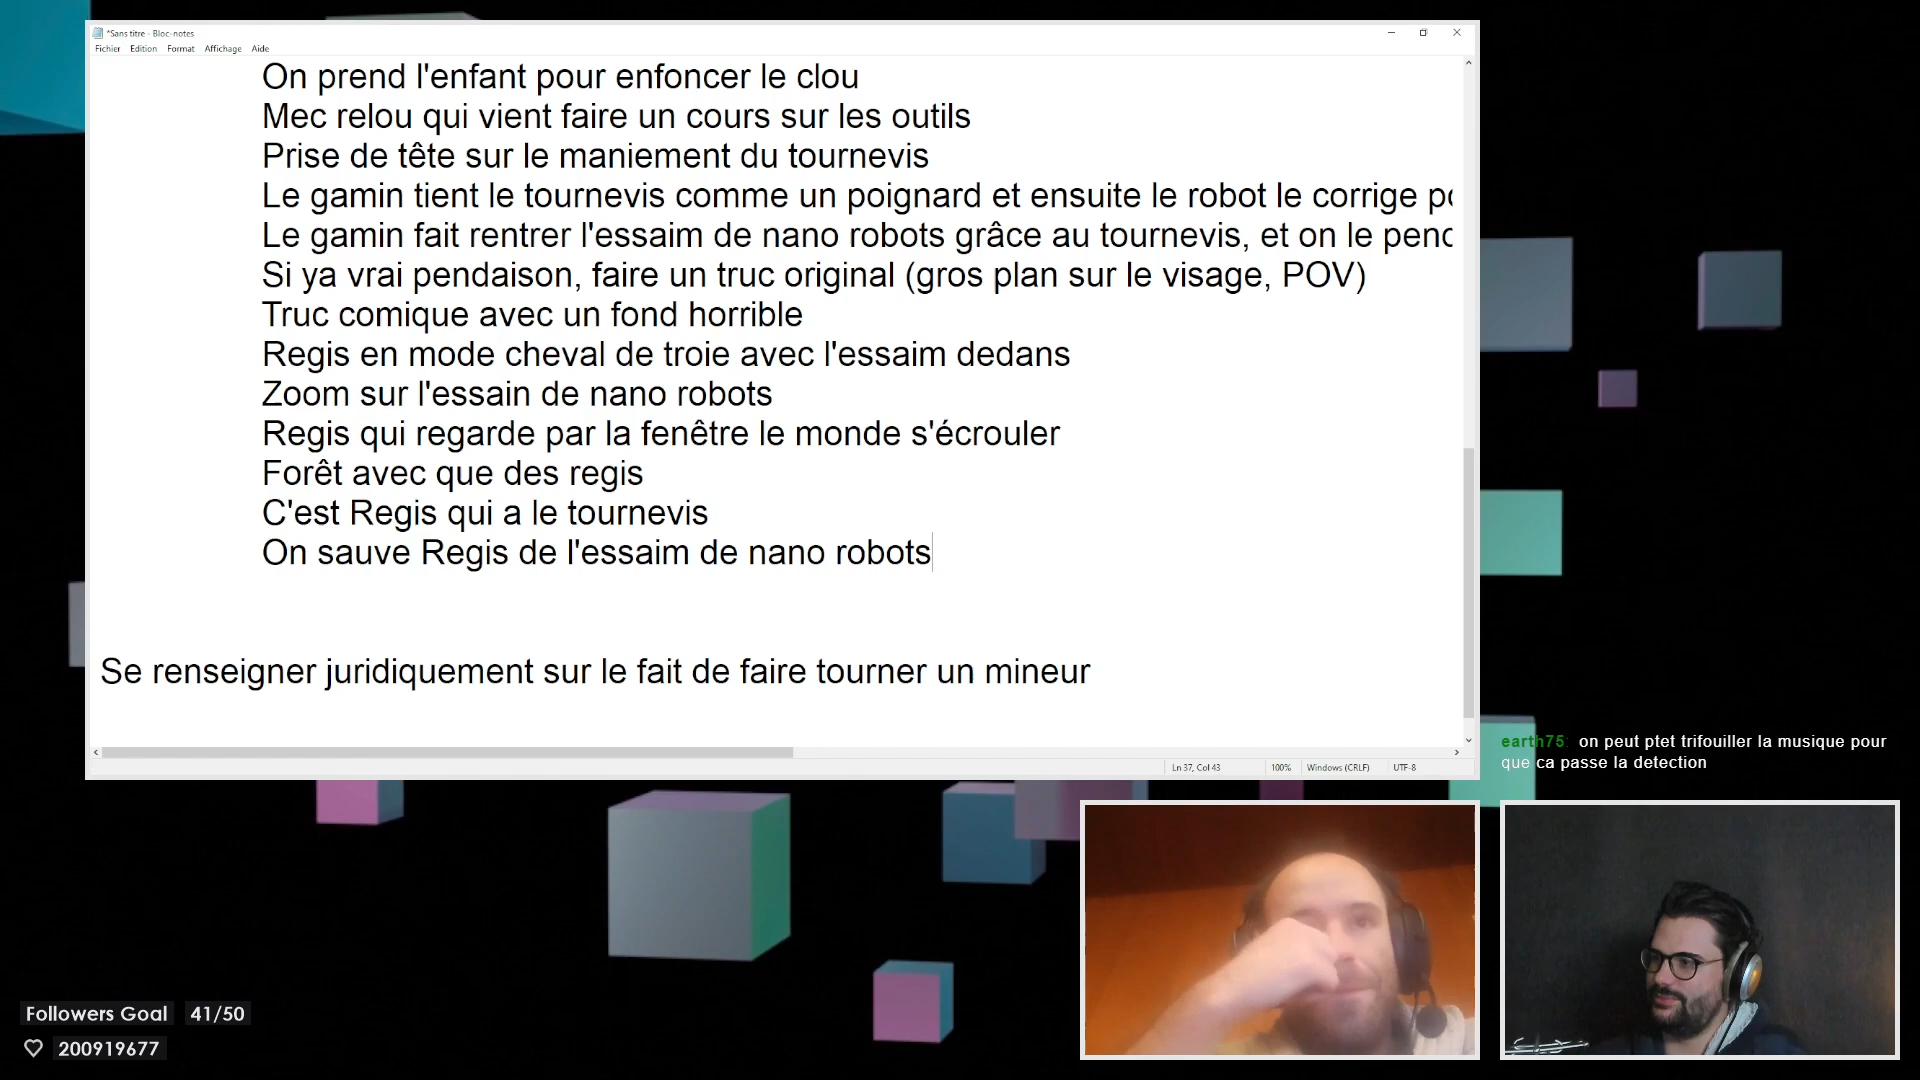 *Sans titre - Bloc-notes
Fichier Edition Format Affichage Aide
On prend l'enfant pour enfoncer le clou
Mec relou qui vient faire un cours sur les outils
Prise de tête sur le maniement du tournevis
Le gamin tient le tournevis comme un poignard et ensuite le robot le corrige
Le gamin fait rentrer l'essaim de nano robots grâce au tournevis, et on le
Si ya vrai pendaison, faire un truc original (gros plan sur le visage, POV)
Truc comique avec un fond horrible
Regis en mode cheval de troie avec l'essaim dedans
Zoom sur l'essain de nano robots
Regis qui regarde par la fenêtre le monde s'écrouler
Forêt avec que des regis
C'est Regis qui a le tournevis
On sauve Regis de l'essaim de nano robots
Se renseigner juridiquement sur le fait de faire tourner un mineur
Ln 37, Col 43 100% Windows (CRLF) UTF-8
earth75: on peut ptet trifouiller la musique pour
que ca passe la detection
Followers Goal 41/50
200919677